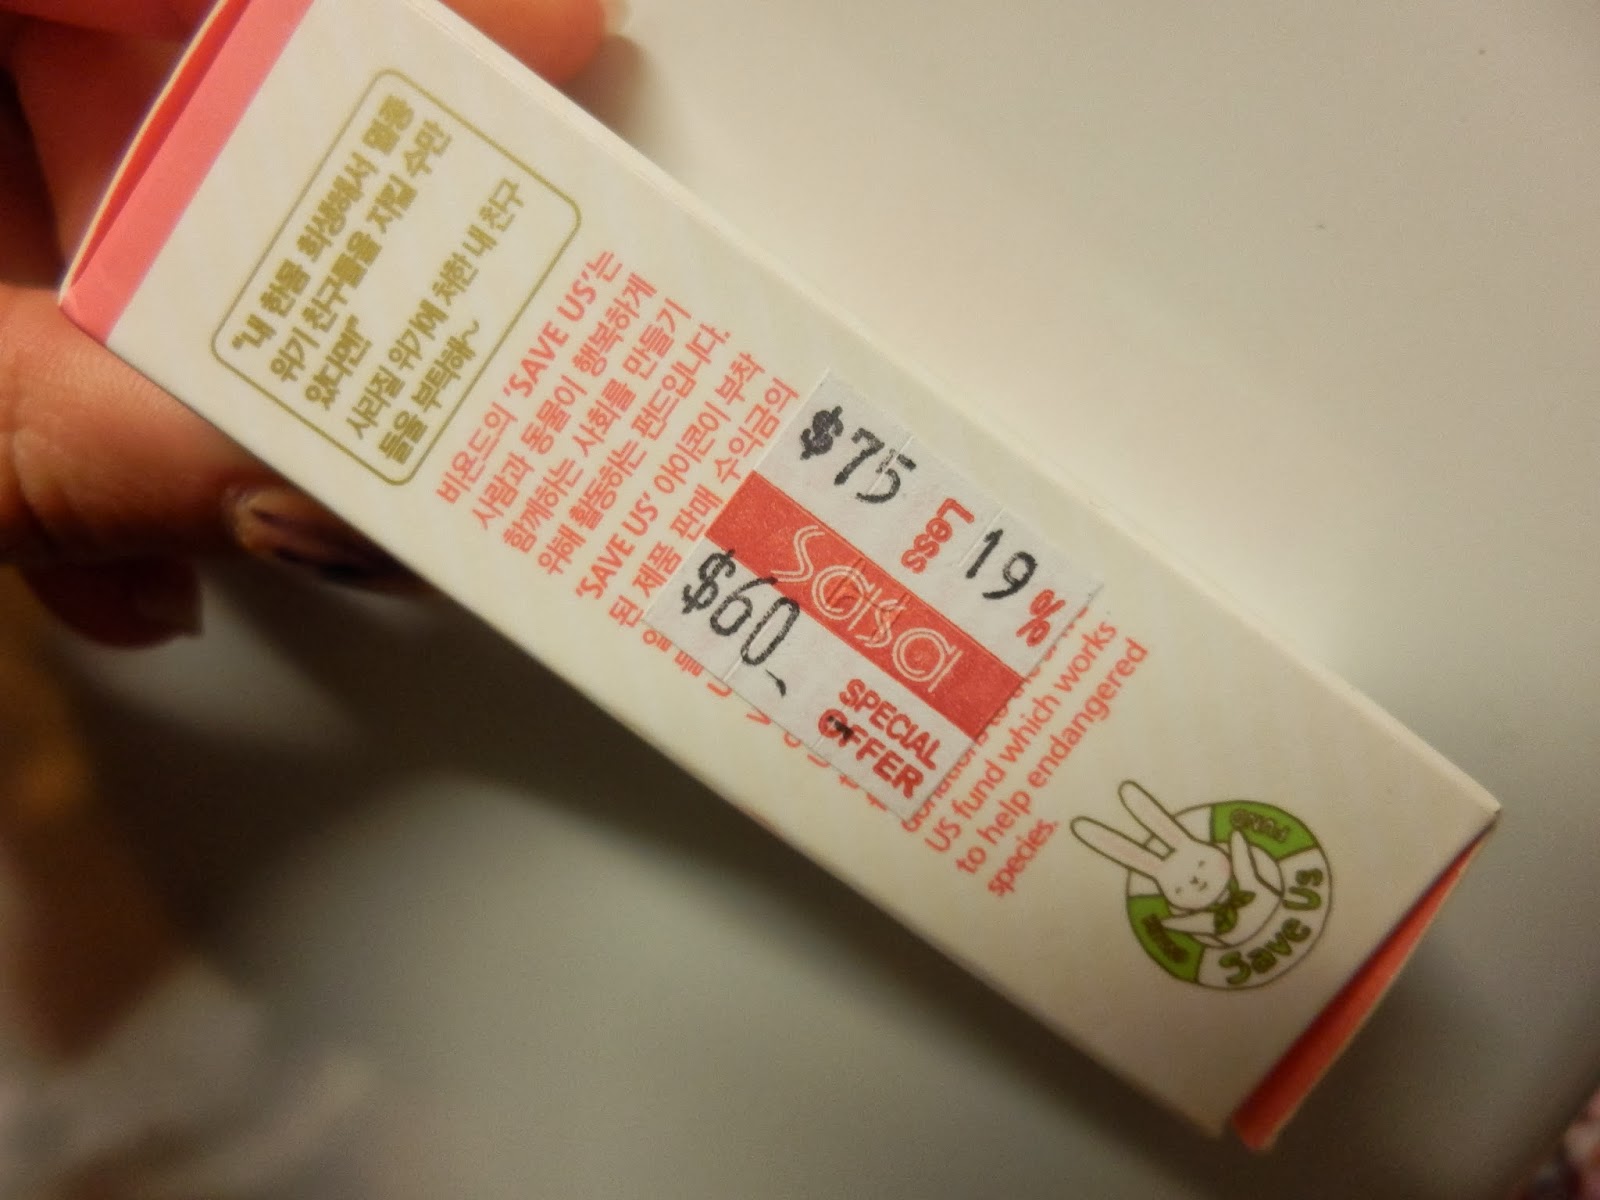 "내 한몸 희생해서 멸종
위기 친구들을 지킬 수만
있다면!"
사라질 위기에 처한 내 친구
들을 부탁해~
비욘드의 'SAVE US'는
사람과 동물이 행복하게
함께하는 사회를 만들기
위해 활동하는 펀드입니다.
'SAVE US' 아이콘이 부착
된 제품 판매 수익금의
$75
Less 19%
Sasa
$60
SPECIAL
OFFER
US fund which works
to help endangered
species.
FUND
Save Us